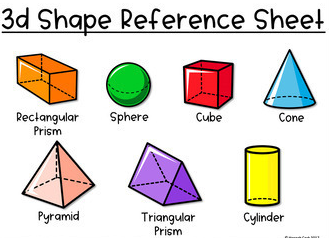 3d Shape Reference Sheet
Rectangular
Prism
Sphere
Cube
Cone
Pyramid
Triangular
Prism
Cylinder